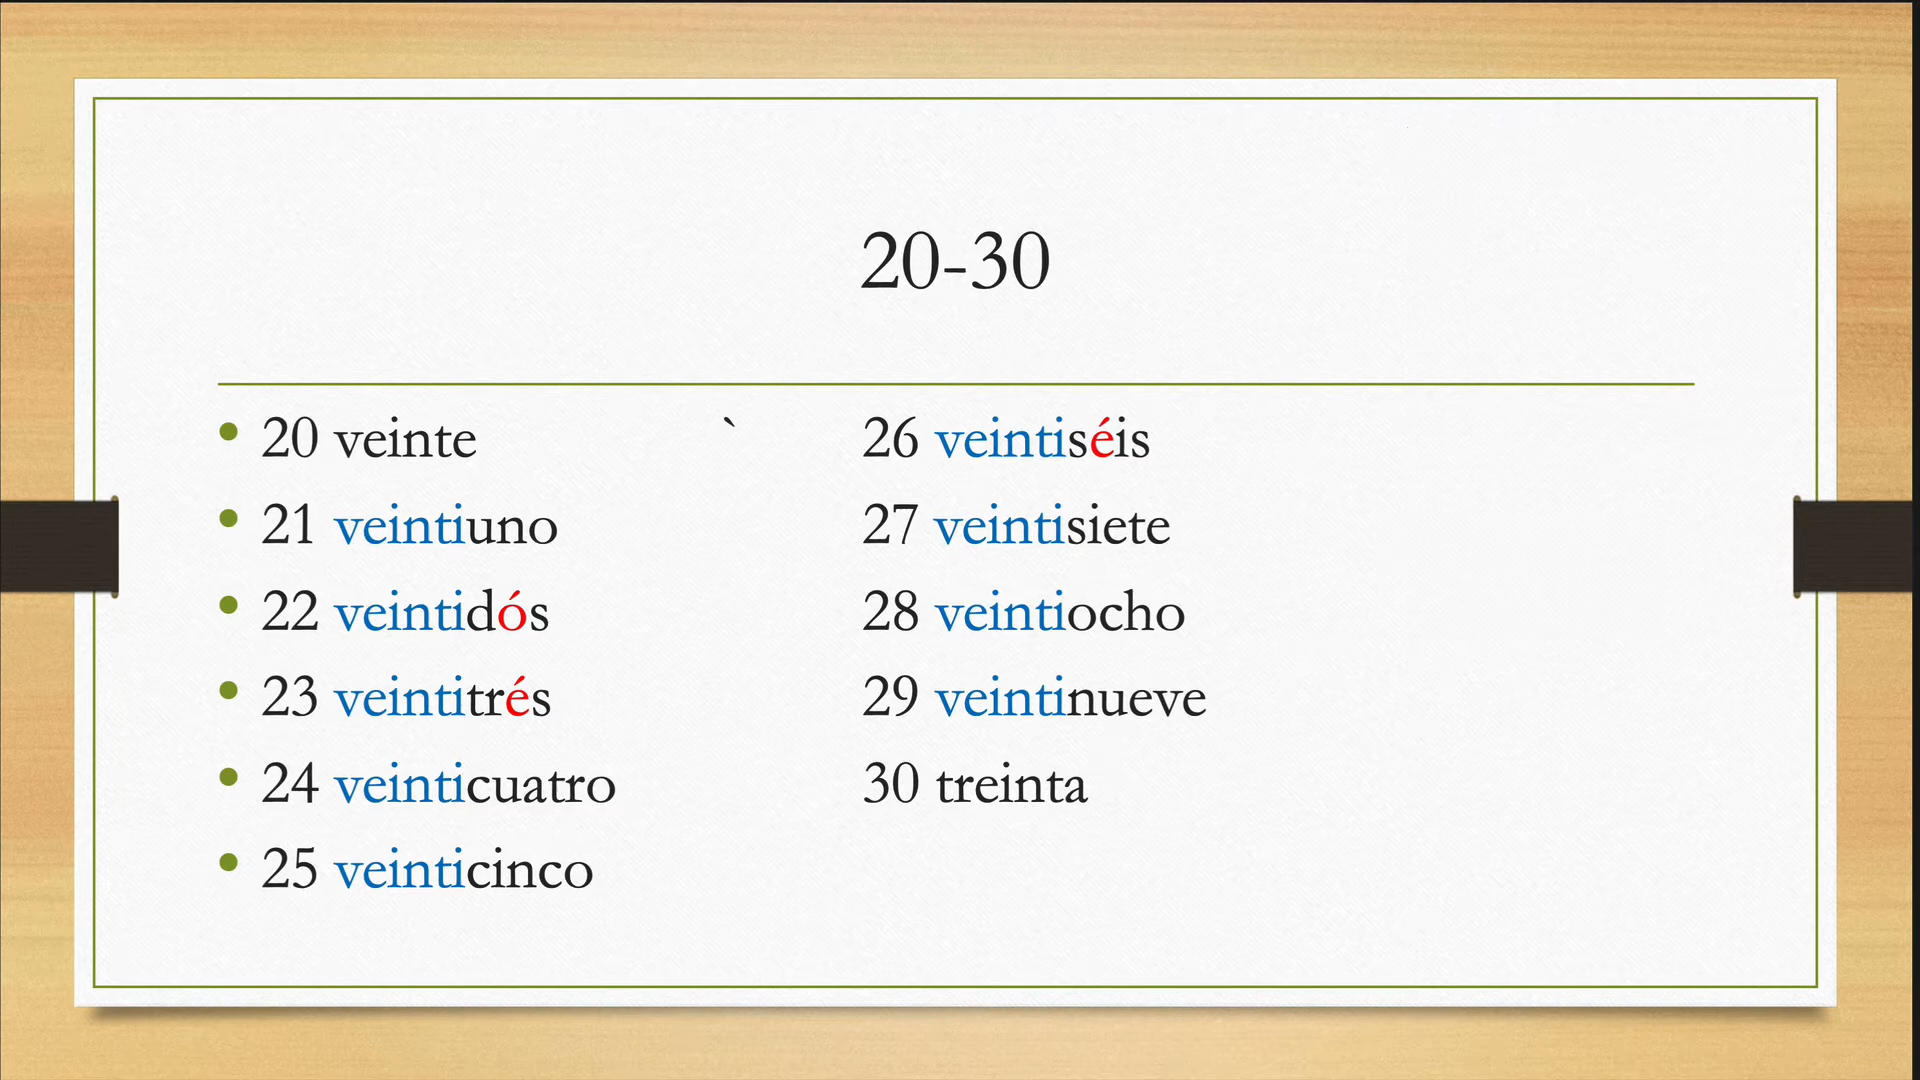 20-30
• 20 veinte ` 26 veintiséis
• 21 veintiuno 27 veintisiete
• 22 veintidós 28 veintiocho
• 23 veintitrés 29 veintinueve
• 24 veinticuatro 30 treinta
• 25 veinticinco